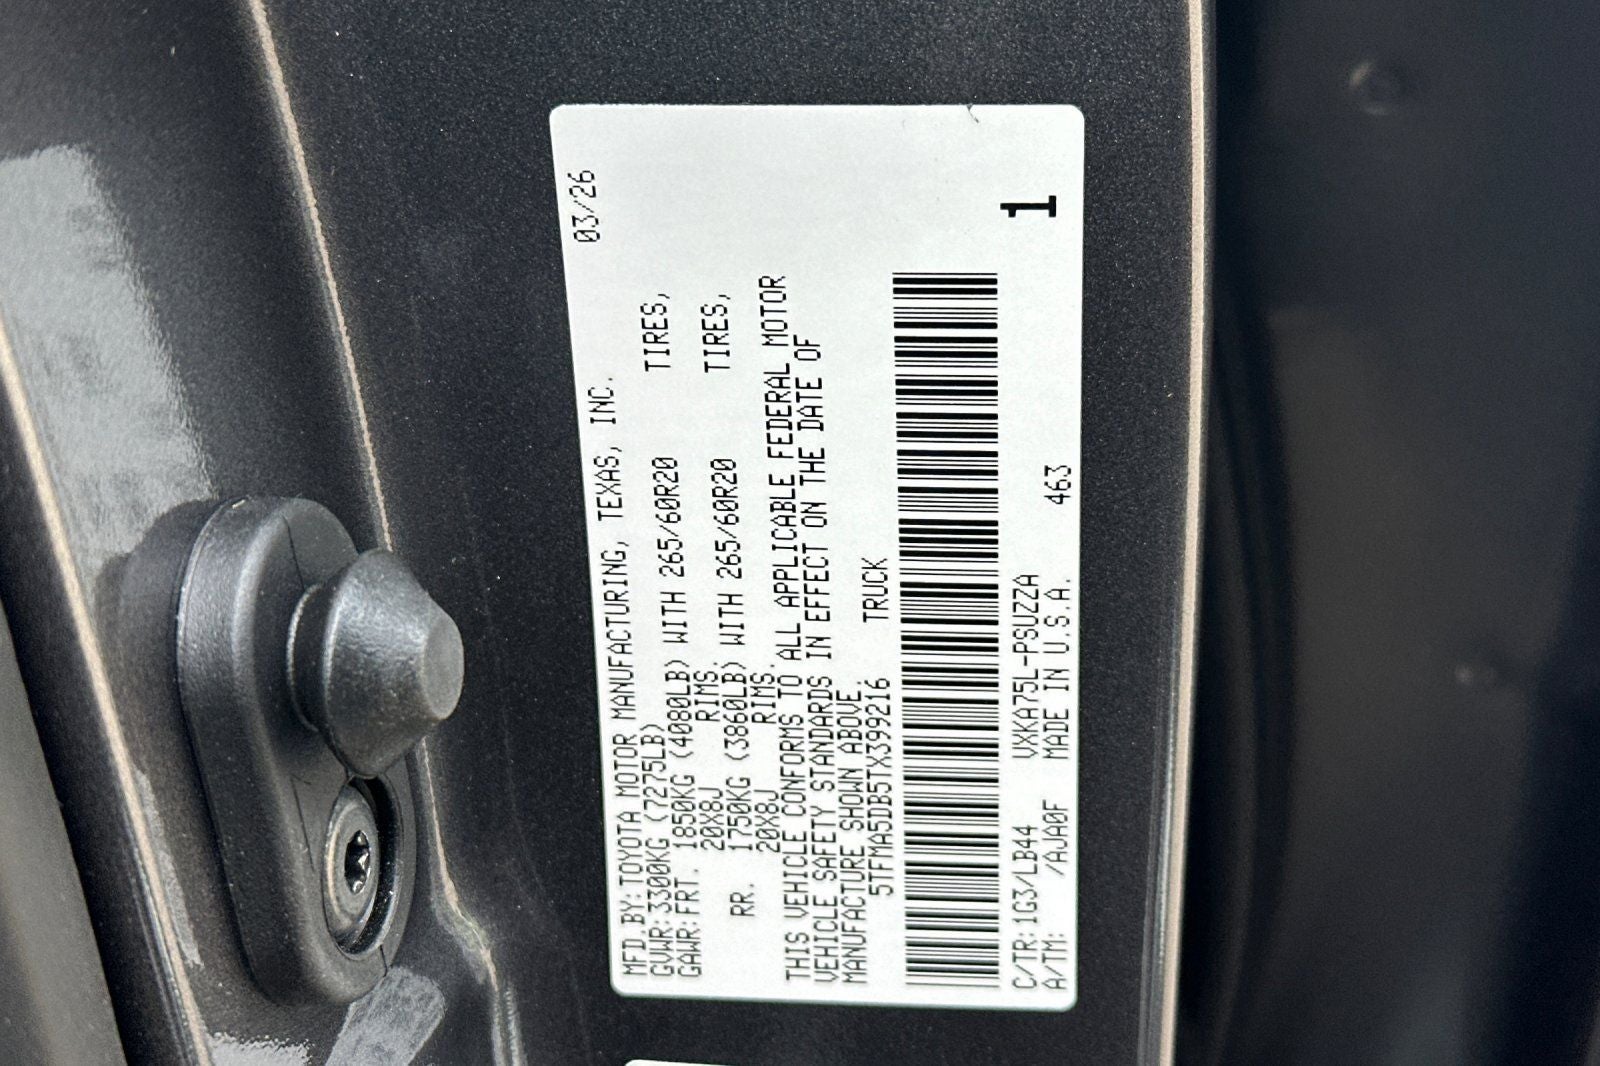 03/26
MFD.BY:TOYOTA MOTOR MANUFACTURING, TEXAS, INC.
GVWR:3300KG(7275LB)
GAWR:FRT. 1850KG(4080LB) WITH 265/60R20 TIRES,
20X8J RIMS.
RR. 1750KG(3860LB) WITH 265/60R20 TIRES,
20X8J RIMS.
THIS VEHICLE CONFORMS TO ALL APPLICABLE FEDERAL MOTOR
VEHICLE SAFETY STANDARDS IN EFFECT ON THE DATE OF
MANUFACTURE SHOWN ABOVE.
5TFMA5DB5TX399216 TRUCK
1
C/TR:1G3/LB44 VXKA75L-PSUZZA
A/TM: /AJA0F MADE IN U.S.A. 463